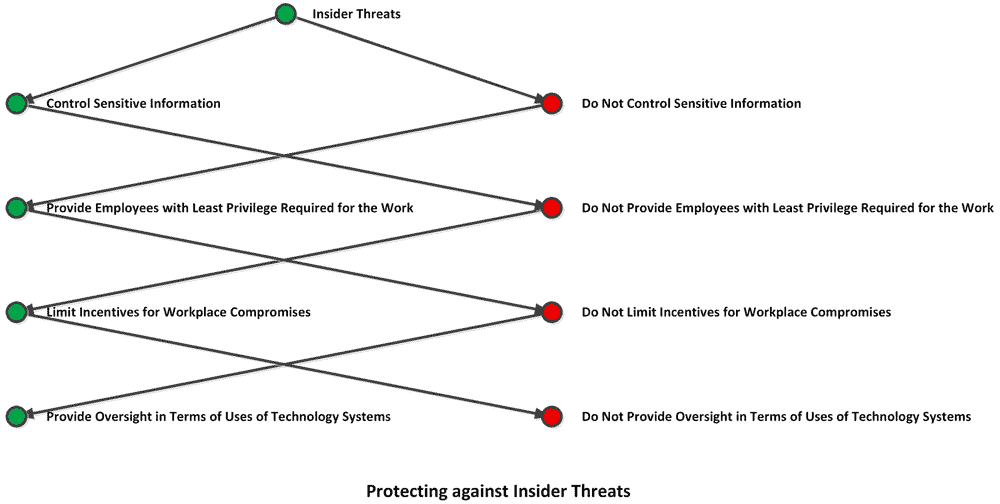 Insider Threats
Control Sensitive Information
Do Not Control Sensitive Information
Provide Employees with Least Privilege Required for the Work
Do Not Provide Employees with Least Privilege Required for the Work
Limit Incentives for Workplace Compromises
Do Not Limit Incentives for Workplace Compromises
Provide Oversight in Terms of Uses of Technology Systems
Do Not Provide Oversight in Terms of Uses of Technology Systems
Protecting against Insider Threats